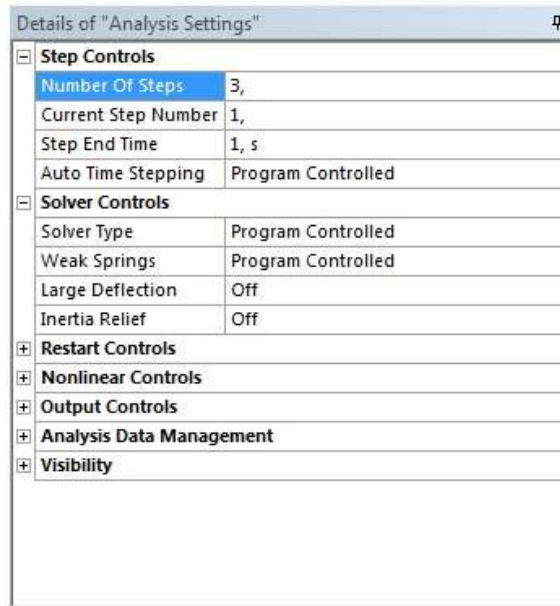 Details of "Analysis Settings"
Step Controls
Number Of Steps 3,
Current Step Number 1,
Step End Time 1, s
Auto Time Stepping Program Controlled
Solver Controls
Solver Type Program Controlled
Weak Springs Program Controlled
Large Deflection Off
Inertia Relief Off
Restart Controls
Nonlinear Controls
Output Controls
Analysis Data Management
Visibility